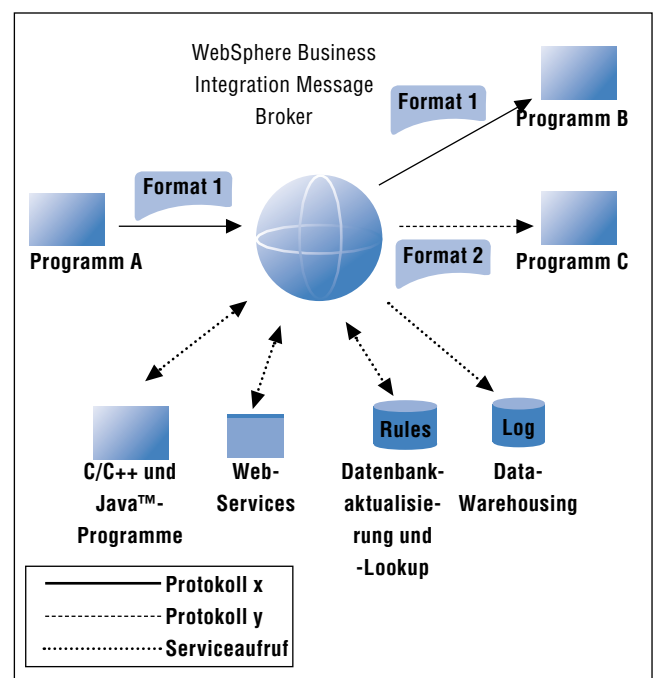 WebSphere Business
Integration Message
Broker
Format 1
Programm B
Format 1
Programm A
Format 2
Programm C
Rules
Log
C/C++ und
Java™-
Programme
Web-
Services
Datenbank-
aktualisie-
rung und
-Lookup
Data-
Warehousing
Protokoll x
Protokoll y
Serviceaufruf